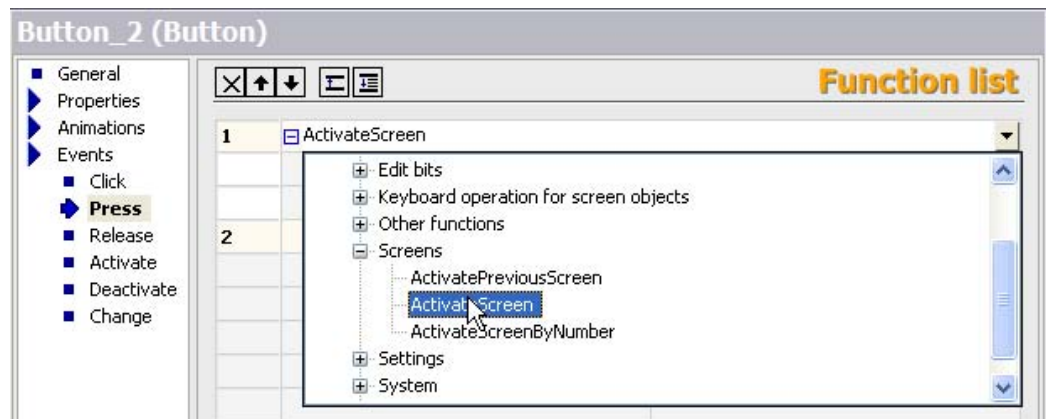 Button_2 (Button)
General
Properties
Animations
Events
Click
Press
Release
Activate
Deactivate
Change
Function list
1 ActivateScreen
Edit bits
Keyboard operation for screen objects
Other functions
2
Screens
ActivatePreviousScreen
ActivateScreen
ActivateScreenByNumber
Settings
System